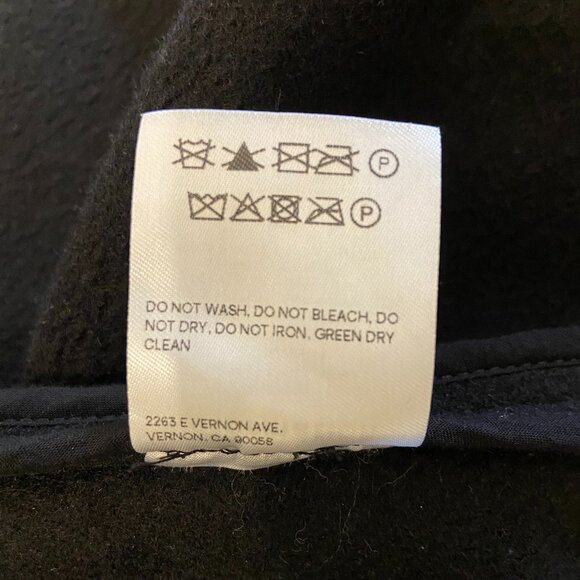 P
P
DO NOT WASH, DO NOT BLEACH, DO
NOT DRY, DO NOT IRON, GREEN DRY
CLEAN
2263 E VERNON AVE,
VERNON, CA 90058